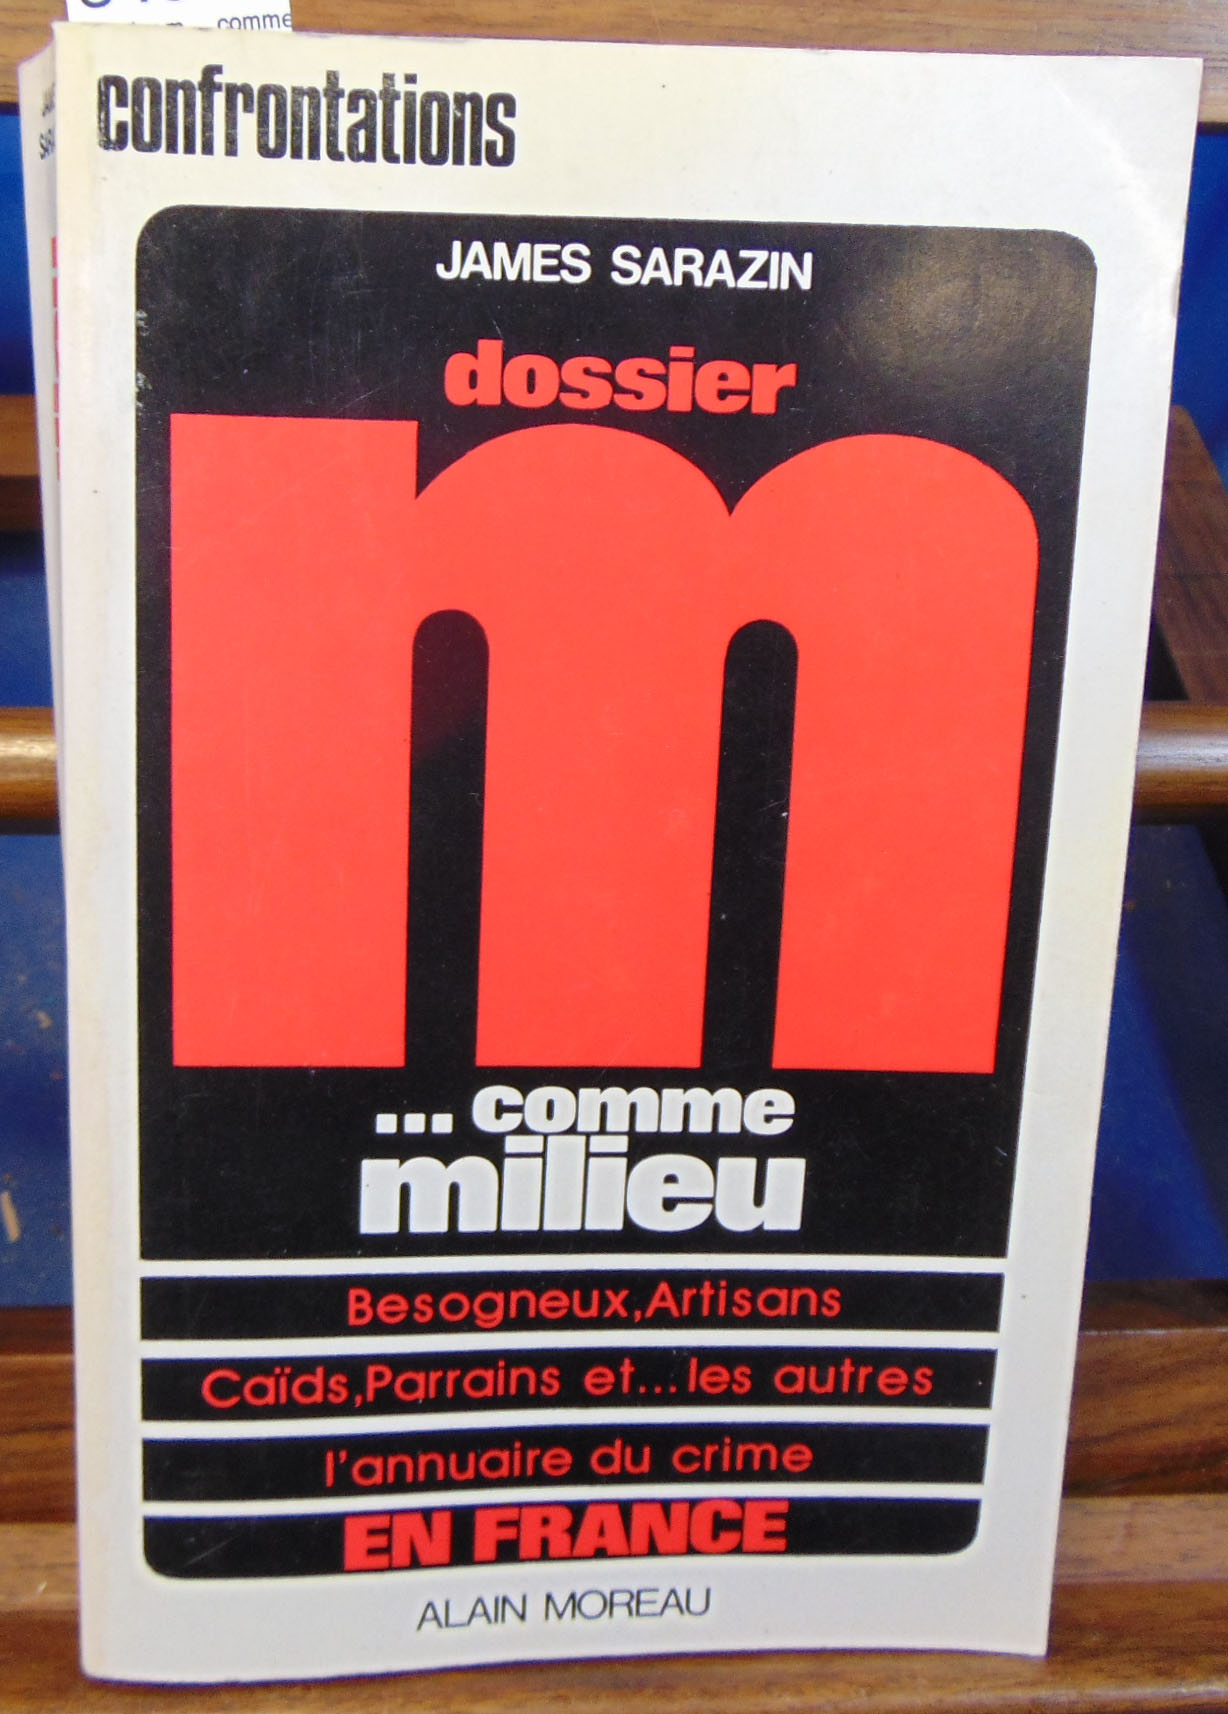 comme
confrontations
JAMES SARAZIN
dossier
m
... comme
milieu
Besogneux, Artisans
Caïds, Parrains et... les autres
l'annuaire du crime
EN FRANCE
ALAIN MOREAU